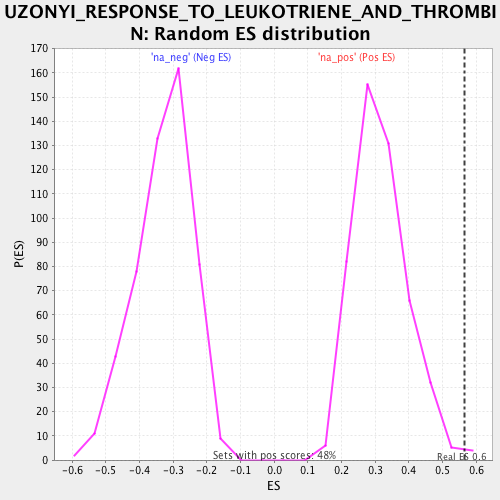 UZONYI_RESPONSE_TO_LEUKOTRIENE_AND_THROMBI
N: Random ES distribution
'na_neg' (Neg ES)
'na_pos' (Pos ES)
170
160
150
140
130
120
110
100
90
80
70
60
50
40
30
20
10
0
P(ES)
Sets with pos scores: 48%
Real ES 0.6
-0.6 -0.5 -0.4 -0.3 -0.2 -0.1 0.0 0.1 0.2 0.3 0.4 0.5 0.6
ES